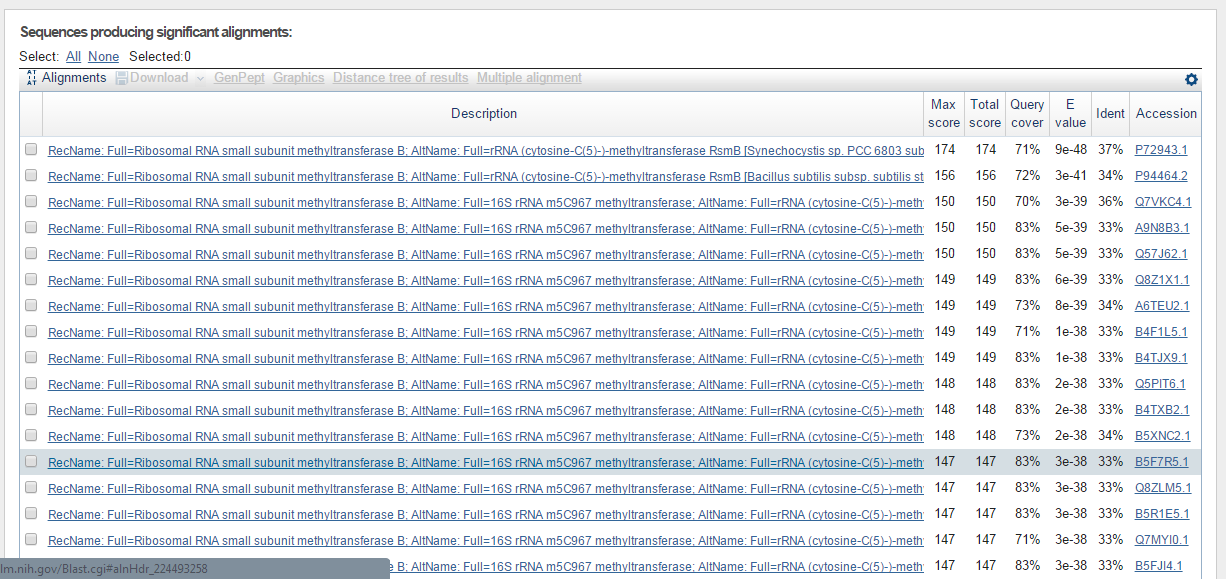 Sequences producing significant alignments:
Select: All None Selected:0
Alignments Download GenPept Graphics Distance tree of results Multiple alignment
Description Max score Total score Query cover E value Ident Accession
RecName: Full=Ribosomal RNA small subunit methyltransferase B; AltName: Full=rRNA (cytosine-C(5)-)-methyltransferase RsmB [Synechocystis sp. PCC 6803 sub 174 174 71% 9e-48 37% P72943.1
RecName: Full=Ribosomal RNA small subunit methyltransferase B; AltName: Full=rRNA (cytosine-C(5)-)-methyltransferase RsmB [Bacillus subtilis subsp. subtilis st 156 156 72% 3e-41 34% P94464.2
RecName: Full=Ribosomal RNA small subunit methyltransferase B; AltName: Full=16S rRNA m5C967 methyltransferase; AltName: Full=rRNA (cytosine-C(5)-)-meth 150 150 70% 3e-39 36% Q7VKC4.1
RecName: Full=Ribosomal RNA small subunit methyltransferase B; AltName: Full=16S rRNA m5C967 methyltransferase; AltName: Full=rRNA (cytosine-C(5)-)-meth 150 150 83% 5e-39 33% A9N8B3.1
RecName: Full=Ribosomal RNA small subunit methyltransferase B; AltName: Full=16S rRNA m5C967 methyltransferase; AltName: Full=rRNA (cytosine-C(5)-)-meth 150 150 83% 5e-39 33% Q57J62.1
RecName: Full=Ribosomal RNA small subunit methyltransferase B; AltName: Full=16S rRNA m5C967 methyltransferase; AltName: Full=rRNA (cytosine-C(5)-)-meth 149 149 83% 6e-39 33% Q8Z1X1.1
RecName: Full=Ribosomal RNA small subunit methyltransferase B; AltName: Full=16S rRNA m5C967 methyltransferase; AltName: Full=rRNA (cytosine-C(5)-)-meth 149 149 73% 8e-39 34% A6TEU2.1
RecName: Full=Ribosomal RNA small subunit methyltransferase B; AltName: Full=16S rRNA m5C967 methyltransferase; AltName: Full=rRNA (cytosine-C(5)-)-meth 149 149 71% 1e-38 33% B4F1L5.1
RecName: Full=Ribosomal RNA small subunit methyltransferase B; AltName: Full=16S rRNA m5C967 methyltransferase; AltName: Full=rRNA (cytosine-C(5)-)-meth 149 149 83% 1e-38 33% B4TJX9.1
RecName: Full=Ribosomal RNA small subunit methyltransferase B; AltName: Full=16S rRNA m5C967 methyltransferase; AltName: Full=rRNA (cytosine-C(5)-)-meth 148 148 83% 2e-38 33% Q5PIT6.1
RecName: Full=Ribosomal RNA small subunit methyltransferase B; AltName: Full=16S rRNA m5C967 methyltransferase; AltName: Full=rRNA (cytosine-C(5)-)-meth 148 148 83% 2e-38 33% B4TXB2.1
RecName: Full=Ribosomal RNA small subunit methyltransferase B; AltName: Full=16S rRNA m5C967 methyltransferase; AltName: Full=rRNA (cytosine-C(5)-)-meth 148 148 73% 2e-38 34% B5XNC2.1
RecName: Full=Ribosomal RNA small subunit methyltransferase B; AltName: Full=16S rRNA m5C967 methyltransferase; AltName: Full=rRNA (cytosine-C(5)-)-meth 147 147 83% 3e-38 33% B5F7R5.1
RecName: Full=Ribosomal RNA small subunit methyltransferase B; AltName: Full=16S rRNA m5C967 methyltransferase; AltName: Full=rRNA (cytosine-C(5)-)-meth 147 147 83% 3e-38 33% Q8ZLM5.1
RecName: Full=Ribosomal RNA small subunit methyltransferase B; AltName: Full=16S rRNA m5C967 methyltransferase; AltName: Full=rRNA (cytosine-C(5)-)-meth 147 147 83% 3e-38 33% B5R1E5.1
RecName: Full=Ribosomal RNA small subunit methyltransferase B; AltName: Full=16S rRNA m5C967 methyltransferase; AltName: Full=rRNA (cytosine-C(5)-)-meth 147 147 71% 3e-38 33% Q7MYI0.1
B; AltName: Full=16S rRNA m5C967 methyltransferase; AltName: Full=rRNA (cytosine-C(5)-)-meth 147 147 83% 3e-38 33% B5FJI4.1
lm.nih.gov/Blast.cgi#alnHdr_224493258